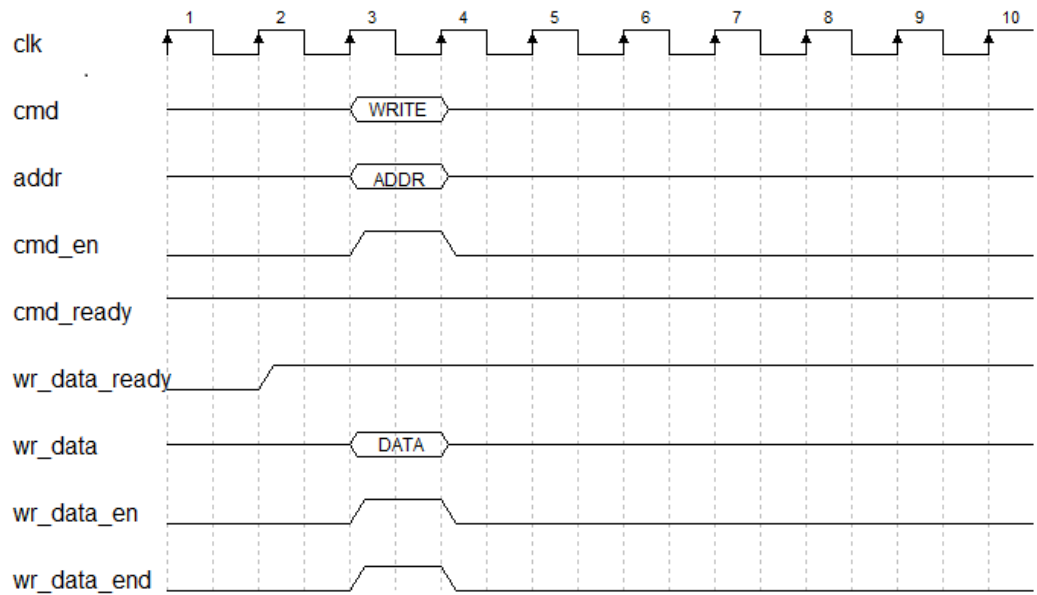 1 2 3 4 5 6 7 8 9 10
clk
cmd WRITE
addr ADDR
cmd_en
cmd_ready
wr_data_ready
wr_data DATA
wr_data_en
wr_data_end